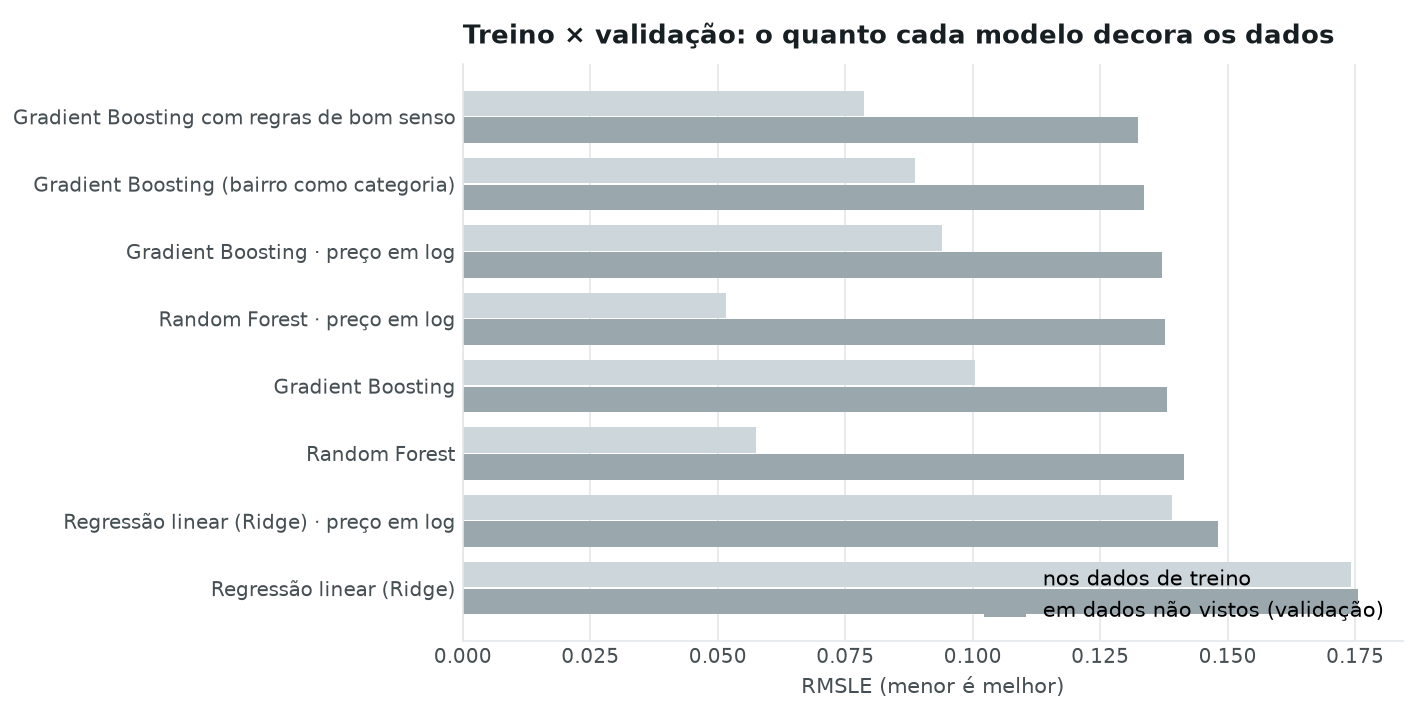 Treino × validação: o quanto cada modelo decora os dados
Gradient Boosting com regras de bom senso
Gradient Boosting (bairro como categoria)
Gradient Boosting · preço em log
Random Forest · preço em log
Gradient Boosting
Random Forest
Regressão linear (Ridge) · preço em log
Regressão linear (Ridge)
nos dados de treino
em dados não vistos (validação)
0.000 0.025 0.050 0.075 0.100 0.125 0.150 0.175
RMSLE (menor é melhor)